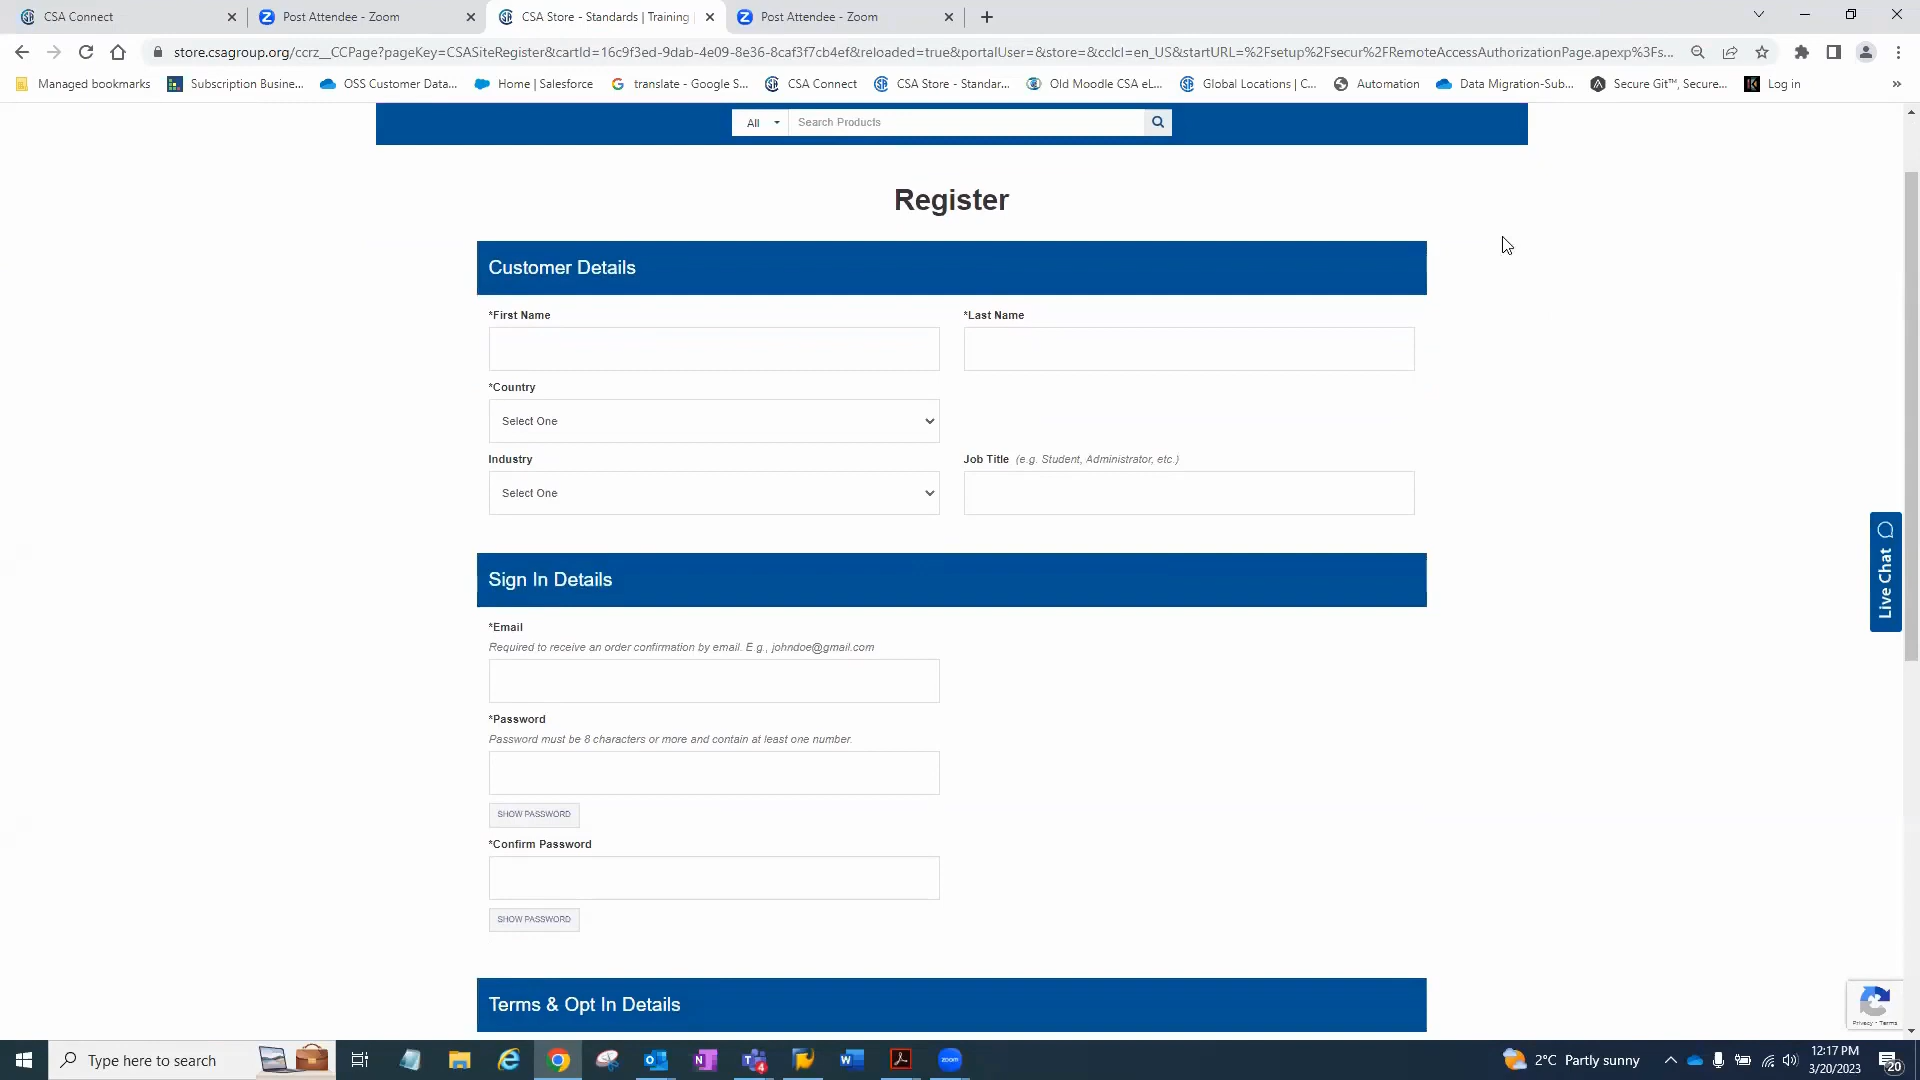 CSA Connect
Post Attendee - Zoom
CSA Store - Standards | Training
Post Attendee - Zoom
store.csagroup.org/ccrz__CCPage?pageKey=CSASiteRegister&cartId=16c9f3ed-9dab-4e09-8e36-8caf3f7cb4ef&reloaded=true&portalUser=&store=&cclcl=en_US&startURL=%2Fsetup%2Fsecur%2FRemoteAccessAuthorizationPage.apexp%3Fs...
Managed bookmarks
Subscription Busine...
OSS Customer Data...
Home | Salesforce
translate - Google S...
CSA Connect
CSA Store - Standar...
Old Moodle CSA eL...
Global Locations | C...
Automation
Data Migration-Sub...
Secure Git™, Secure...
Log in
All
Search Products
Register
Customer Details
*First Name
*Last Name
*Country
Select One
Industry
Job Title (e.g. Student, Administrator, etc.)
Select One
Sign In Details
*Email
Required to receive an order confirmation by email. E.g., johndoe@gmail.com
*Password
Password must be 8 characters or more and contain at least one number.
SHOW PASSWORD
*Confirm Password
SHOW PASSWORD
Live Chat
Terms & Opt In Details
Privacy - Terms
Type here to search
4
zoom
2°C Partly sunny
12:17 PM
3/20/2023
20